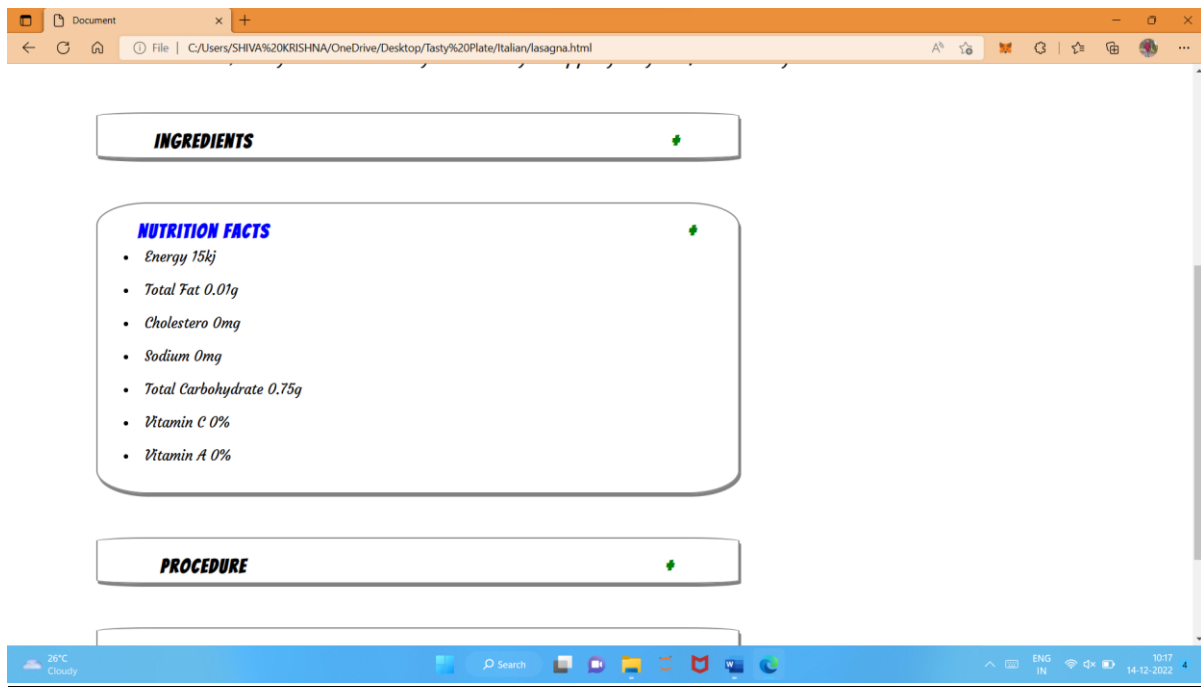 Document
File | C:/Users/SHIVA%20KRISHNA/OneDrive/Desktop/Tasty%20Plate/Italian/lasagna.html
INGREDIENTS +
NUTRITION FACTS +
• Energy 15kj
• Total Fat 0.01g
• Cholestero 0mg
• Sodium 0mg
• Total Carbohydrate 0.75g
• Vitamin C 0%
• Vitamin A 0%
PROCEDURE +
26°C
Cloudy
Search
ENG
IN
10:17
14-12-2022
4